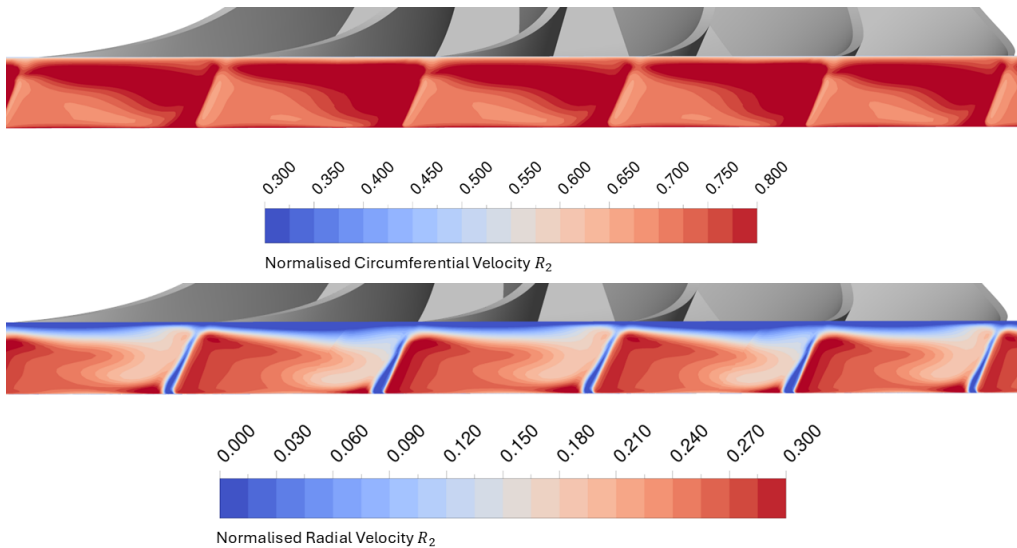 0.300 0.350 0.400 0.450 0.500 0.550 0.600 0.650 0.700 0.750 0.800
Normalised Circumferential Velocity R₂
0.000 0.030 0.060 0.090 0.120 0.150 0.180 0.210 0.240 0.270 0.300
Normalised Radial Velocity R₂